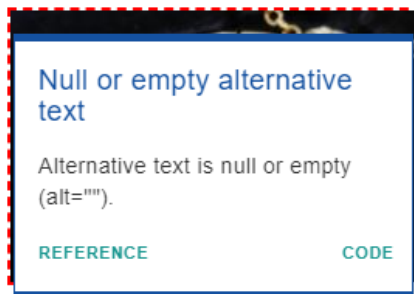 Null or empty alternative
text
Alternative text is null or empty
(alt="").
REFERENCE CODE